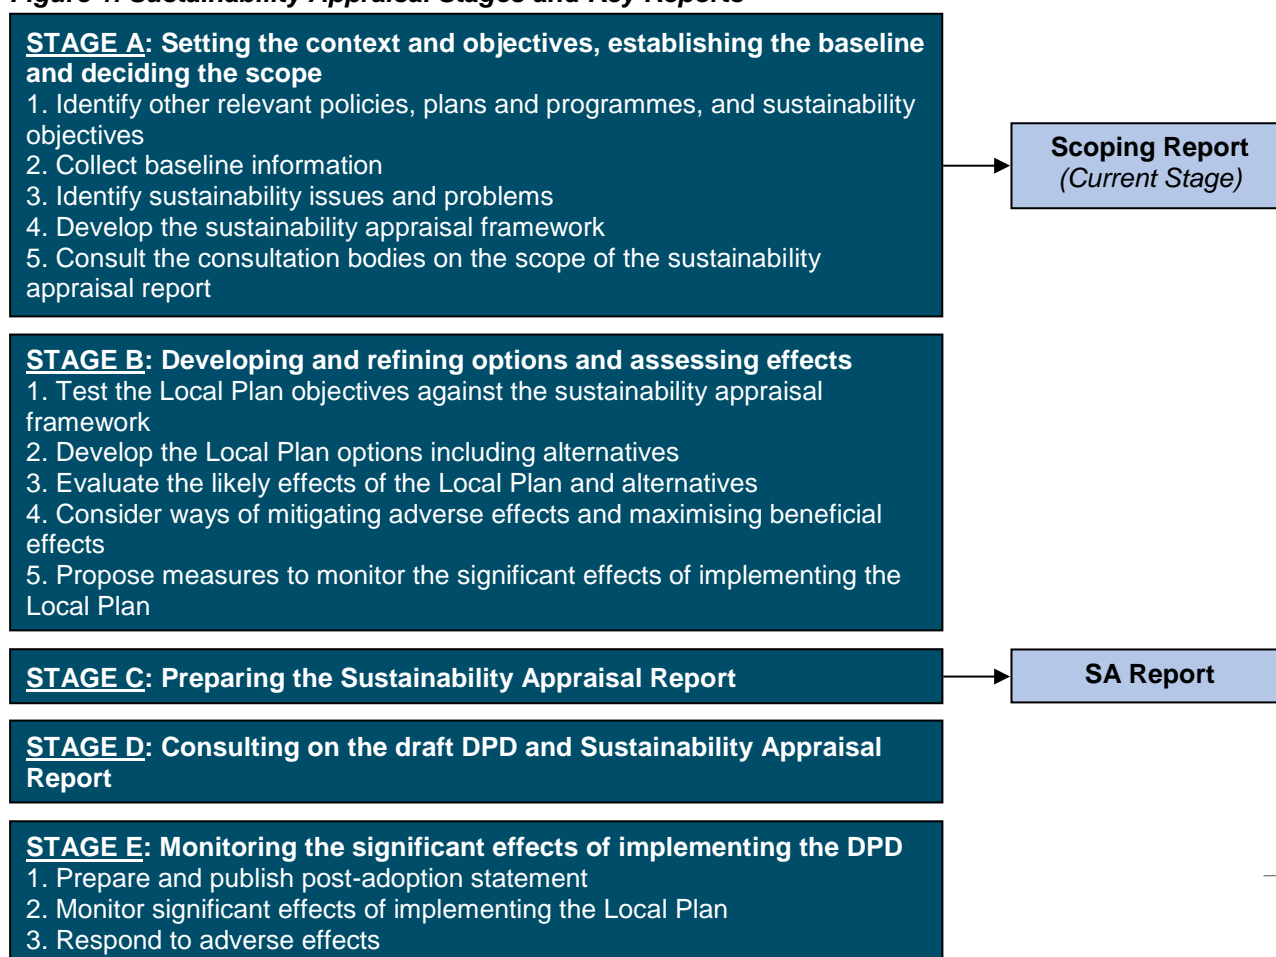 Figure 1: Sustainability Appraisal Stages and Key Reports
STAGE A: Setting the context and objectives, establishing the baseline
and deciding the scope
1. Identify other relevant policies, plans and programmes, and sustainability
objectives
2. Collect baseline information
3. Identify sustainability issues and problems
4. Develop the sustainability appraisal framework
5. Consult the consultation bodies on the scope of the sustainability
appraisal report
Scoping Report
(Current Stage)
STAGE B: Developing and refining options and assessing effects
1. Test the Local Plan objectives against the sustainability appraisal
framework
2. Develop the Local Plan options including alternatives
3. Evaluate the likely effects of the Local Plan and alternatives
4. Consider ways of mitigating adverse effects and maximising beneficial
effects
5. Propose measures to monitor the significant effects of implementing the
Local Plan
STAGE C: Preparing the Sustainability Appraisal Report
SA Report
STAGE D: Consulting on the draft DPD and Sustainability Appraisal
Report
STAGE E: Monitoring the significant effects of implementing the DPD
1. Prepare and publish post-adoption statement
2. Monitor significant effects of implementing the Local Plan
3. Respond to adverse effects